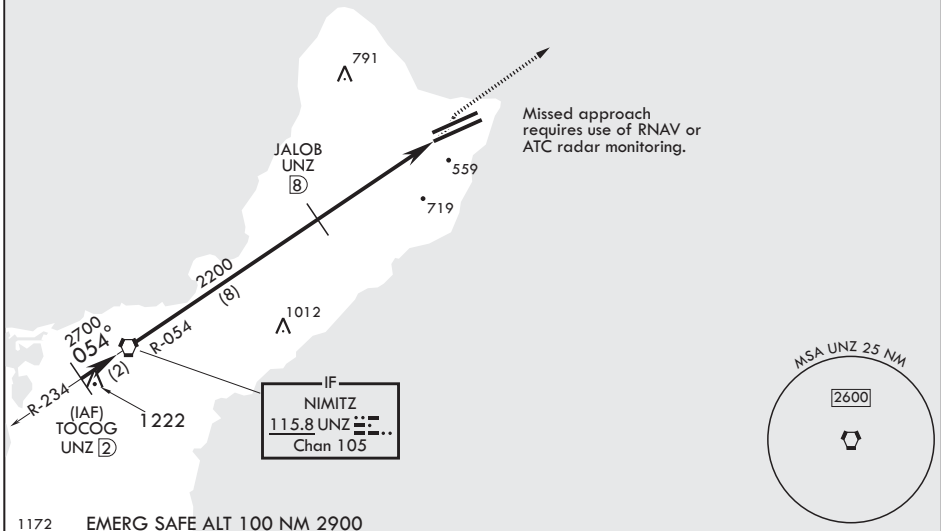 791
Missed approach
requires use of RNAV or
ATC radar monitoring.
JALOB
UNZ
8
559
719
2200
(8)
1012
2700
054°
(2)
R-054
R-234
(IAF)
TOCOG
UNZ 2
1222
IF
NIMITZ
115.8 UNZ
Chan 105
MSA UNZ 25 NM
2600
1172 EMERG SAFE ALT 100 NM 2900